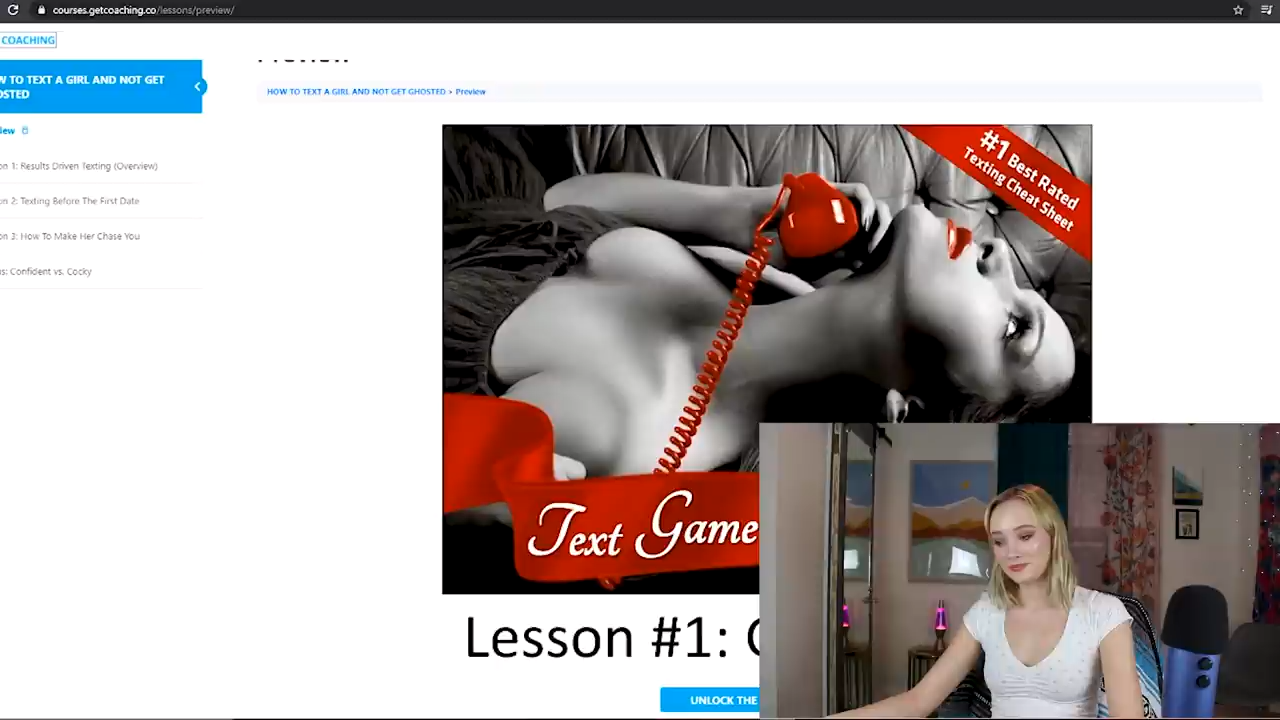 courses.getcoaching.co/lessons/preview/
COACHING
W TO TEXT A GIRL AND NOT GET
OSTED
iew
on 1: Results Driven Texting (Overview)
on 2: Texting Before The First Date
on 3: How To Make Her Chase You
us: Confident vs. Cocky
Preview
HOW TO TEXT A GIRL AND NOT GET GHOSTED > Preview
#1 Best Rated
Texting Cheat Sheet
Text Game
Lesson #1:
UNLOCK THE